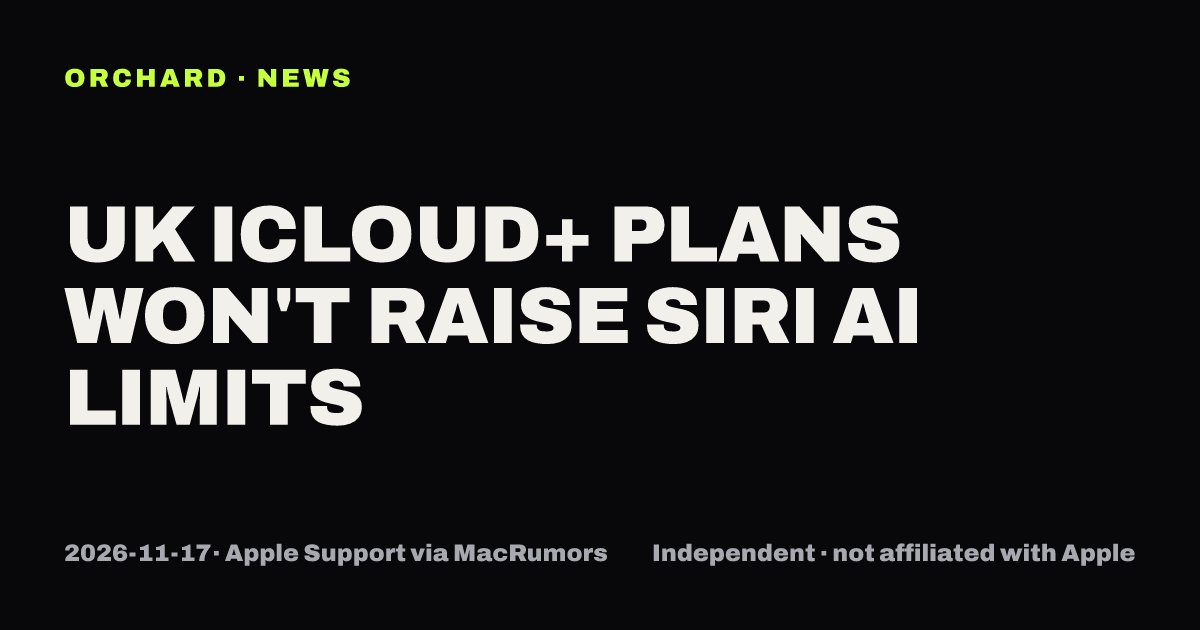 ORCHARD · NEWS
UK ICLOUD+ PLANS
WON'T RAISE SIRI AI
LIMITS
2026-11-17· Apple Support via MacRumors
Independent · not affiliated with Apple